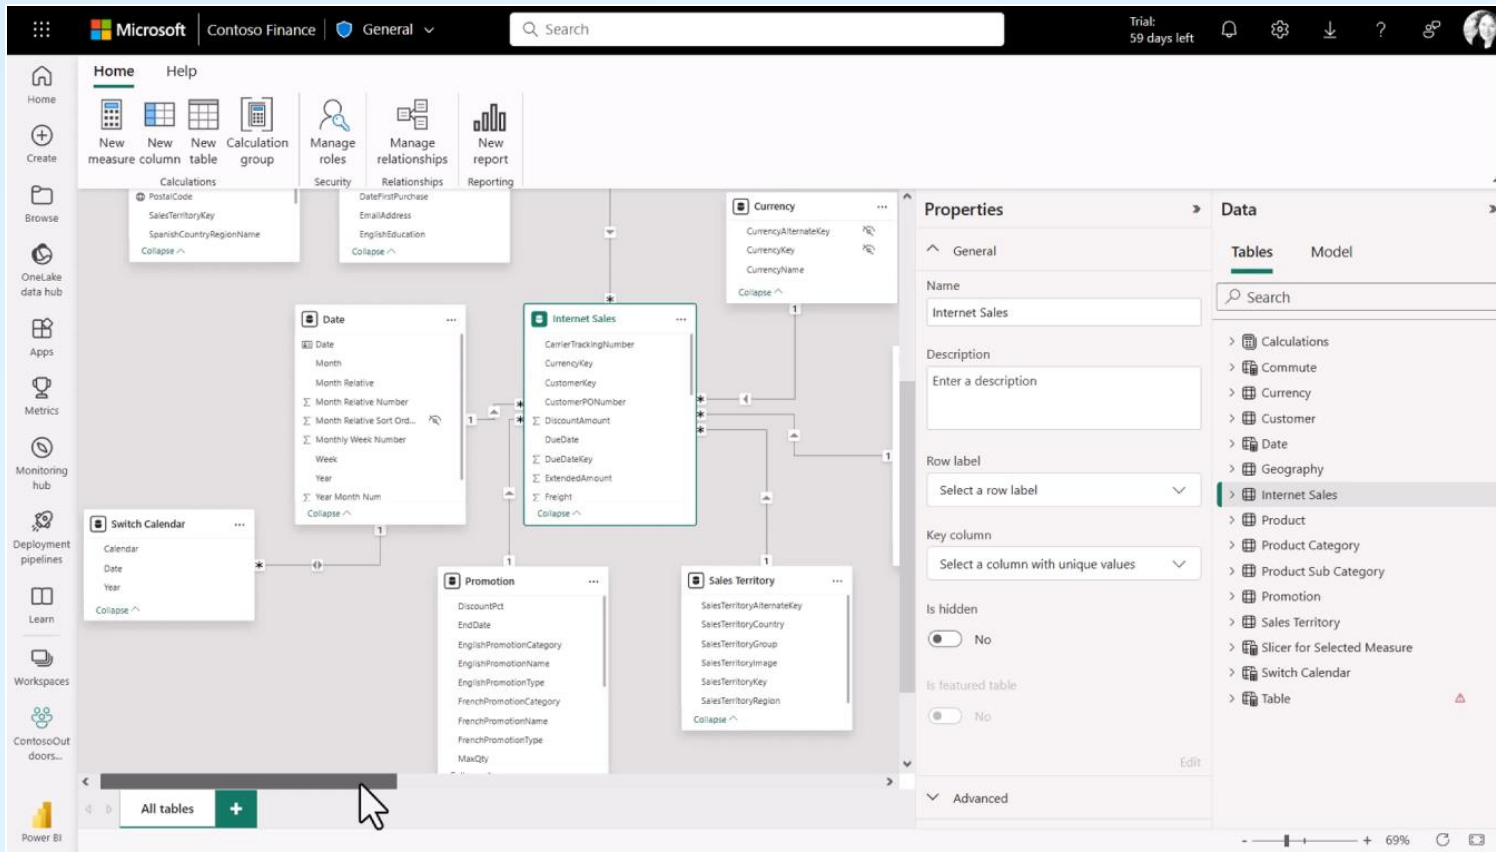 Microsoft
Contoso Finance
General
Search
Trial:
59 days left
?
Home
Create
Browse
OneLake
data hub
Apps
Metrics
Monitoring
hub
Deployment
pipelines
Learn
Workspaces
ContosoOut
doors...
Power BI
Home
Help
New
measure
New
column
New
table
Calculation
group
Manage
roles
Manage
relationships
New
report
Calculations
Security
Relationships
Reporting
PostalCode
SalesTerritoryKey
SpanishCountryRegionName
Collapse
DateFirstPurchase
EmailAddress
EnglishEducation
Collapse
Currency
...
CurrencyAlternateKey
CurrencyKey
CurrencyName
Collapse
1
*
Date
...
Date
Month
Month Relative
Σ Month Relative Number
Σ Month Relative Sort Ord...
Σ Monthly Week Number
Week
Year
Σ Year Month Num
Collapse
1
*
*
1
Internet Sales
...
CarrierTrackingNumber
CurrencyKey
CustomerKey
CustomerPONumber
Σ DiscountAmount
DueDate
Σ DueDateKey
Σ ExtendedAmount
Σ Freight
Collapse
*
*
*
1
Switch Calendar
...
Calendar
Date
Year
Collapse
*
1
Promotion
...
DiscountPct
EndDate
EnglishPromotionCategory
EnglishPromotionName
EnglishPromotionType
FrenchPromotionCategory
FrenchPromotionName
FrenchPromotionType
MaxQty
1
Sales Territory
...
SalesTerritoryAlternateKey
SalesTerritoryCountry
SalesTerritoryGroup
SalesTerritoryImage
SalesTerritoryKey
SalesTerritoryRegion
Collapse
All tables
+
Properties
General
Name
Internet Sales
Description
Enter a description
Row label
Select a row label
Key column
Select a column with unique values
Is hidden
No
Is featured table
No
Edit
Advanced
Data
Tables
Model
Search
Calculations
Commute
Currency
Customer
Date
Geography
Internet Sales
Product
Product Category
Product Sub Category
Promotion
Sales Territory
Slicer for Selected Measure
Switch Calendar
Table
- + 69%